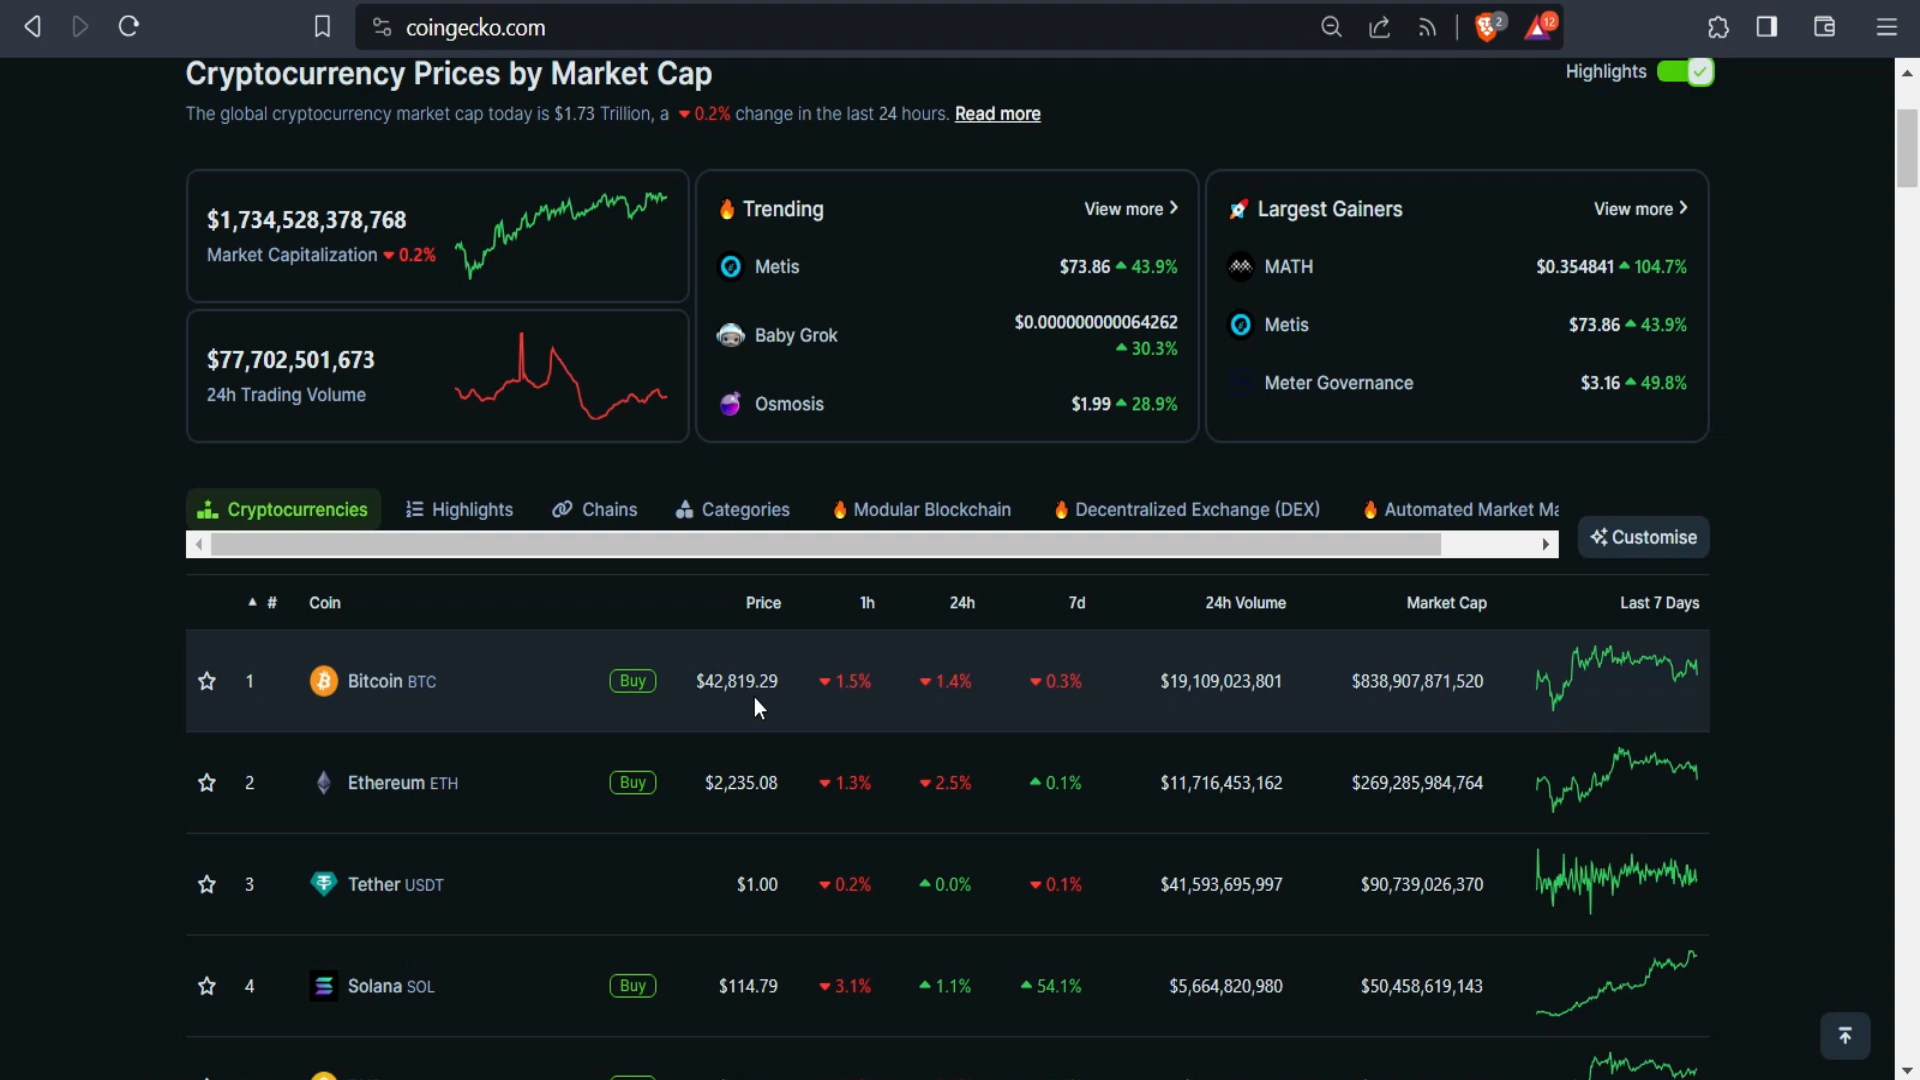 coingecko.com
2
12
Cryptocurrency Prices by Market Cap
Highlights
The global cryptocurrency market cap today is $1.73 Trillion, a 0.2% change in the last 24 hours. Read more
$1,734,528,378,768
Market Capitalization 0.2%
$77,702,501,673
24h Trading Volume
Trending
View more
Metis
$73.86 43.9%
Baby Grok
$0.000000000064262
30.3%
Osmosis
$1.99 28.9%
Largest Gainers
View more
MATH
$0.354841 104.7%
Metis
$73.86 43.9%
Meter Governance
$3.16 49.8%
Cryptocurrencies Highlights Chains Categories Modular Blockchain Decentralized Exchange (DEX) Automated Market Ma
Customise
# Coin Price 1h 24h 7d 24h Volume Market Cap Last 7 Days
1 Bitcoin BTC Buy $42,819.29 1.5% 1.4% 0.3% $19,109,023,801 $838,907,871,520
2 Ethereum ETH Buy $2,235.08 1.3% 2.5% 0.1% $11,716,453,162 $269,285,984,764
3 Tether USDT $1.00 0.2% 0.0% 0.1% $41,593,695,997 $90,739,026,370
4 Solana SOL Buy $114.79 3.1% 1.1% 54.1% $5,664,820,980 $50,458,619,143